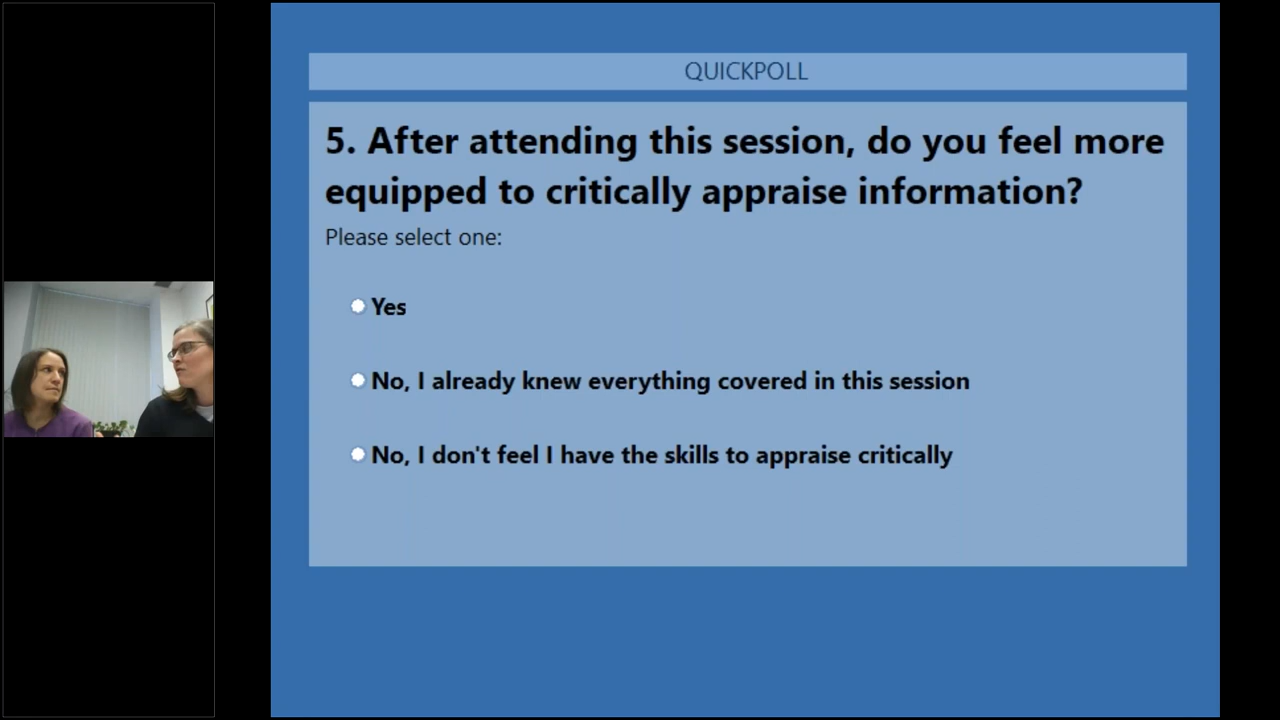 QUICKPOLL
5. After attending this session, do you feel more
equipped to critically appraise information?
Please select one:
Yes
No, I already knew everything covered in this session
No, I don't feel I have the skills to appraise critically